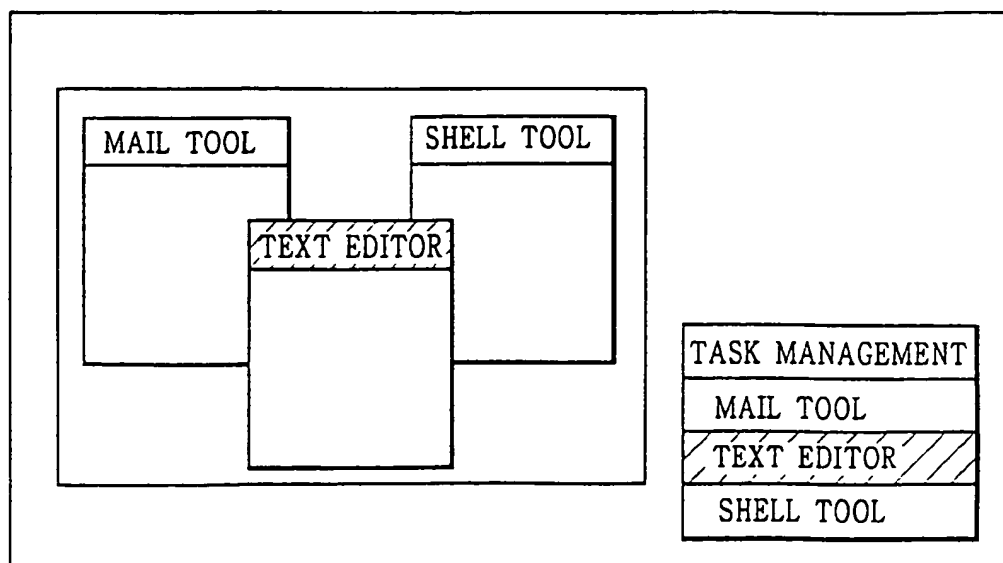 MAIL TOOL
SHELL TOOL
TEXT EDITOR
TASK MANAGEMENT
MAIL TOOL
TEXT EDITOR
SHELL TOOL